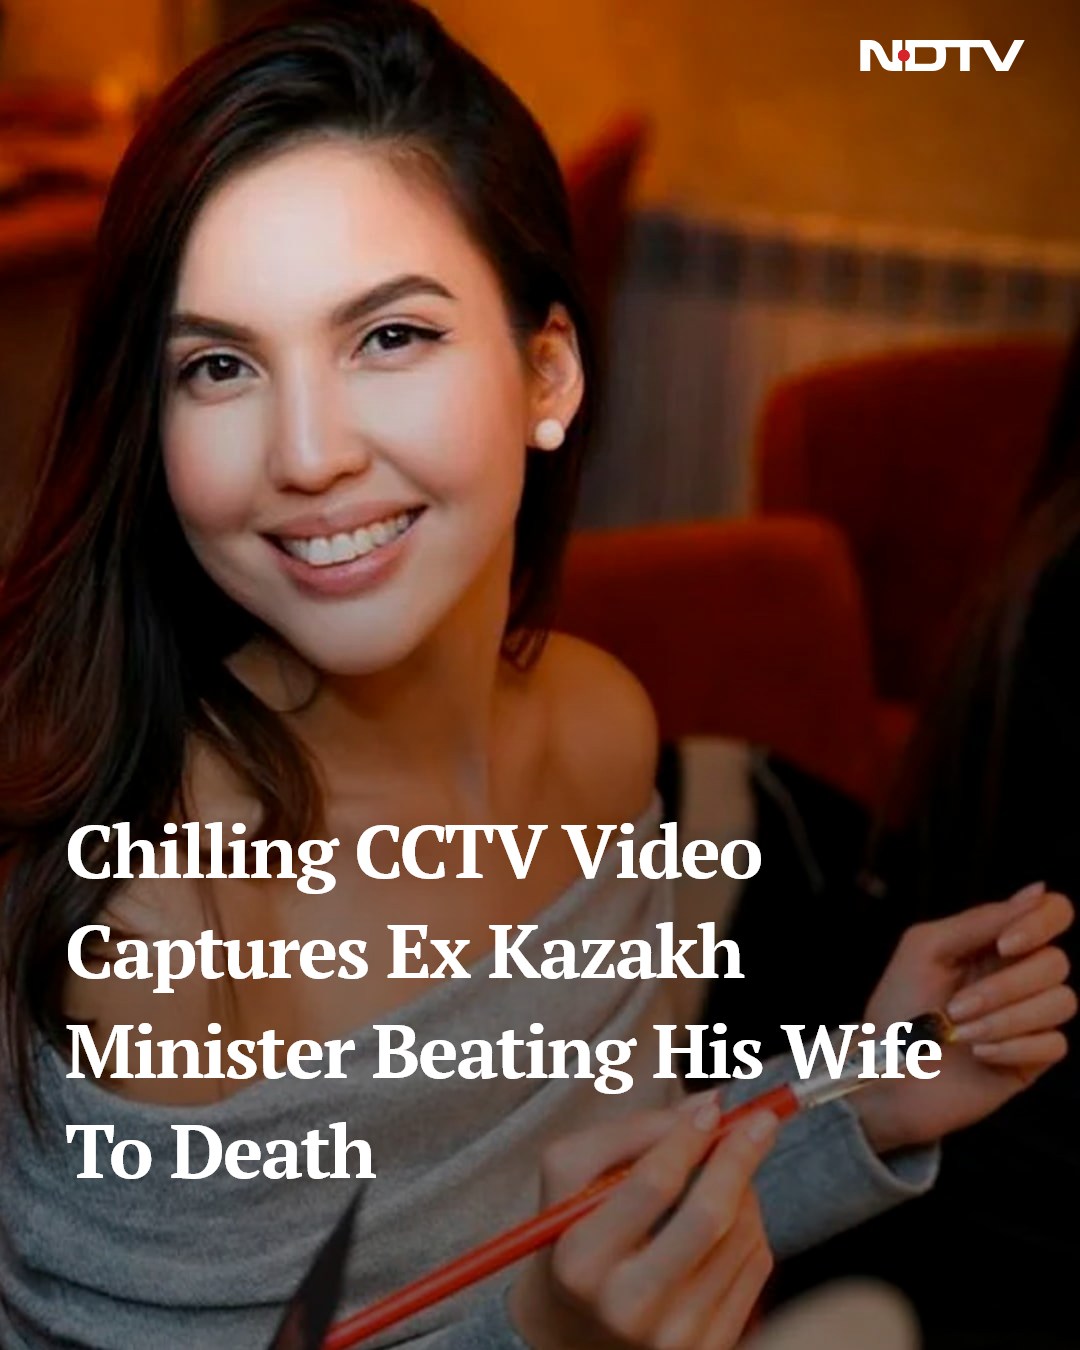 NDTV
Chilling CCTV Video
Captures Ex Kazakh
Minister Beating His Wife
To Death